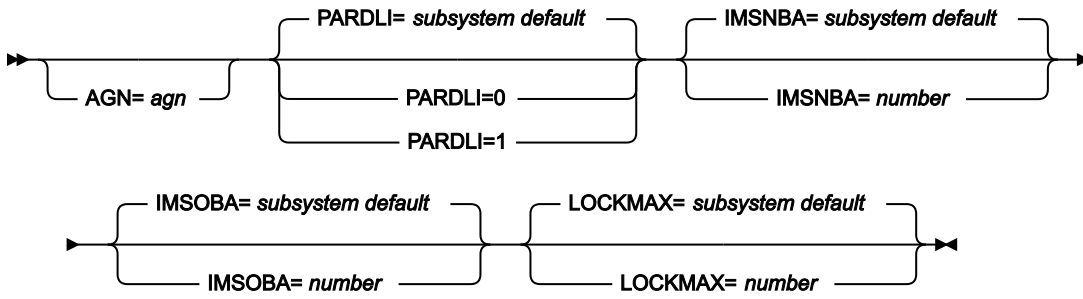 PARDLI= subsystem default
IMSNBA= subsystem default
AGN= agn
PARDLI=0
IMSNBA= number
PARDLI=1
IMSOBA= subsystem default
LOCKMAX= subsystem default
IMSOBA= number
LOCKMAX= number